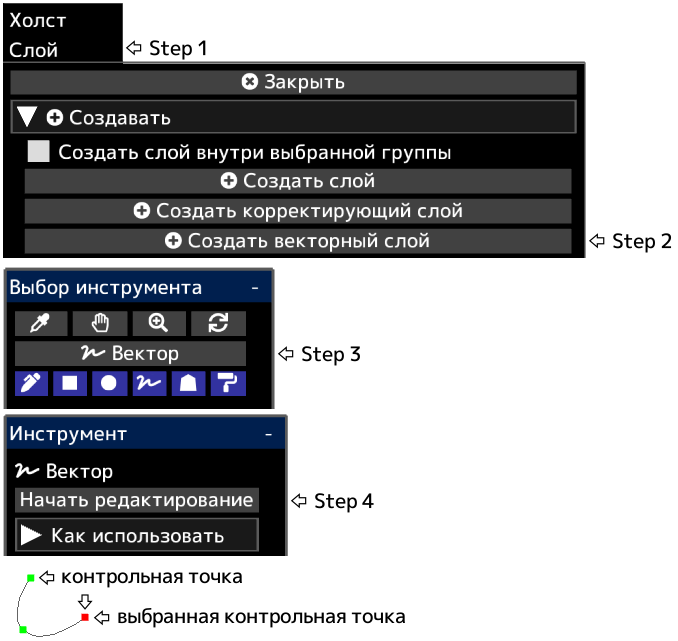 Холст
Слой
Step 1
Закрыть
Создавать
Создать слой внутри выбранной группы
Создать слой
Создать корректирующий слой
Создать векторный слой
Step 2
Выбор инструмента -
Вектор
Step 3
Инструмент -
Вектор
Начать редактирование
Step 4
Как использовать
контрольная точка
выбранная контрольная точка